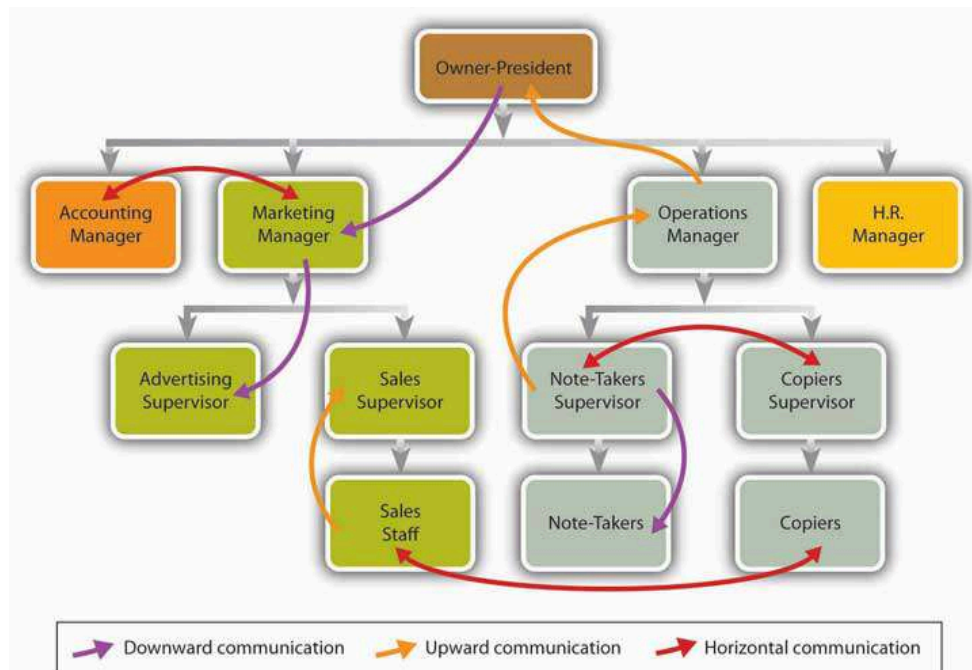 Owner-President
Accounting
Manager
Marketing
Manager
Operations
Manager
H.R.
Manager
Advertising
Supervisor
Sales
Supervisor
Note-Takers
Supervisor
Copiers
Supervisor
Sales
Staff
Note-Takers
Copiers
Downward communication
Upward communication
Horizontal communication